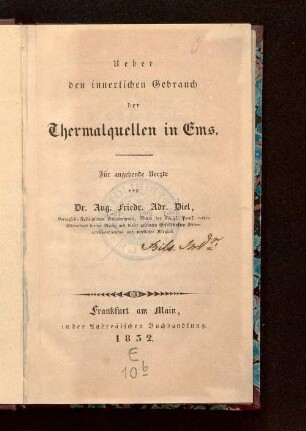 Ueber
den innerlichen Gebrauch
der
Thermalquellen in Ems.
Für angehende Aerzte
von
Dr. Aug. Friedr. Adr. Diel,
Frankfurt am Main,
in der Andreäischen Buchhandlung.
1832
E
10b